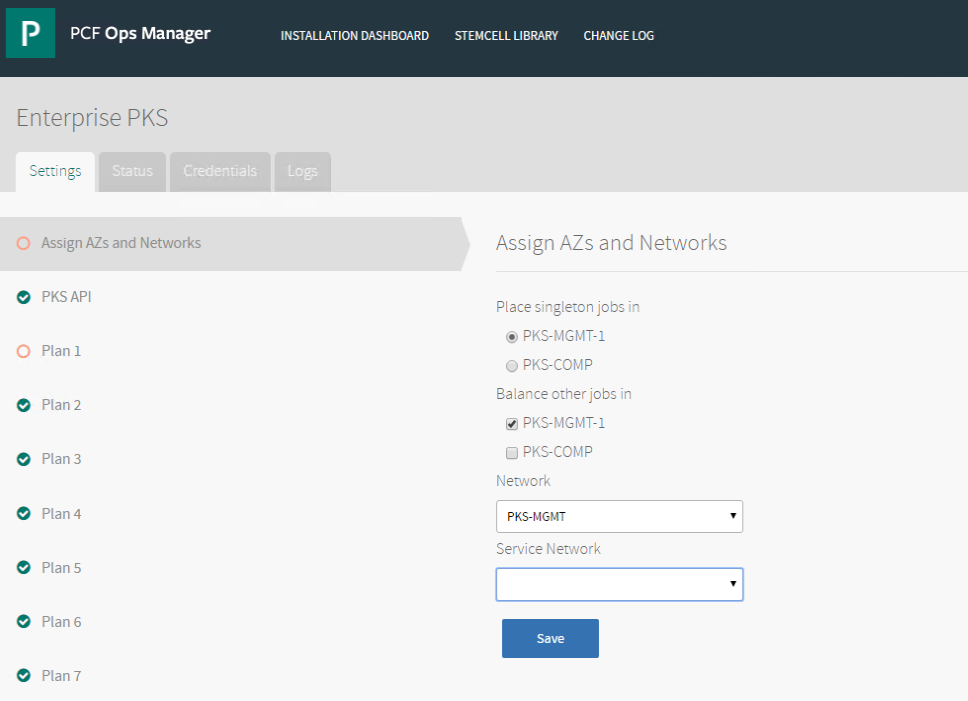 P PCF Ops Manager INSTALLATION DASHBOARD STEMCELL LIBRARY CHANGE LOG
Enterprise PKS
Settings Status Credentials Logs
Assign AZs and Networks
PKS API
Plan 1
Plan 2
Plan 3
Plan 4
Plan 5
Plan 6
Plan 7
Assign AZs and Networks
Place singleton jobs in
PKS-MGMT-1
PKS-COMP
Balance other jobs in
PKS-MGMT-1
PKS-COMP
Network
PKS-MGMT
Service Network
Save